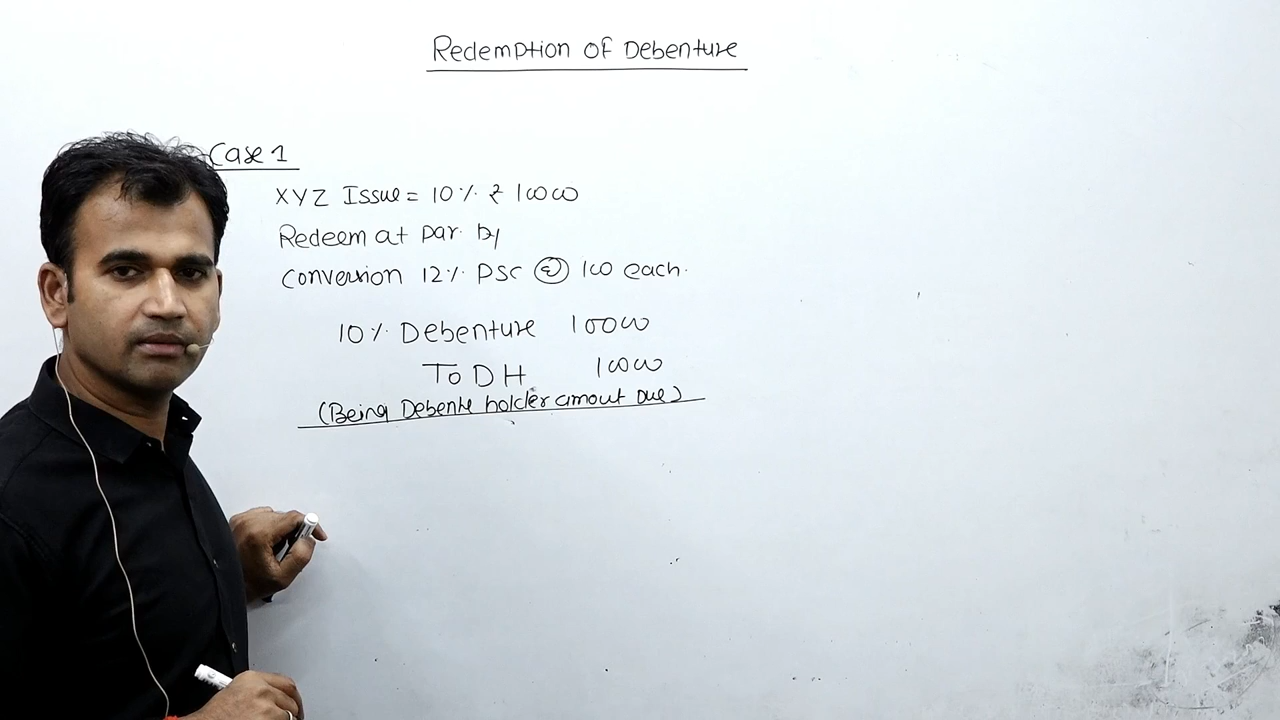 Redemption of Debenture
Case 1
XYZ Issue = 10% ₹ 1000
Redeem at par by
conversion 12% PSC @ 100 each.
10% Debenture 1000
To DH 1000
(Being Debente holder amout Due)